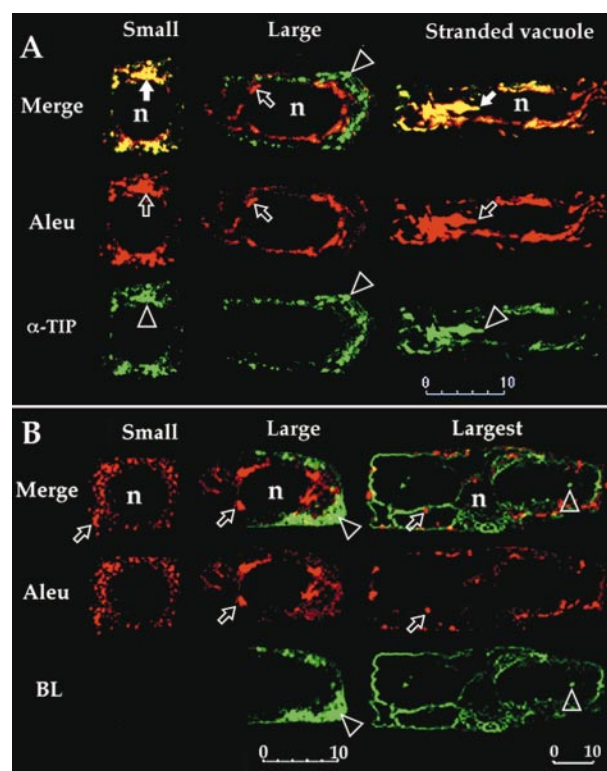 A Small Large Stranded vacuole
Merge n n n
Aleu
α-TIP
0 10
B Small Large Largest
Merge n n n
Aleu
BL
0 10 0 10